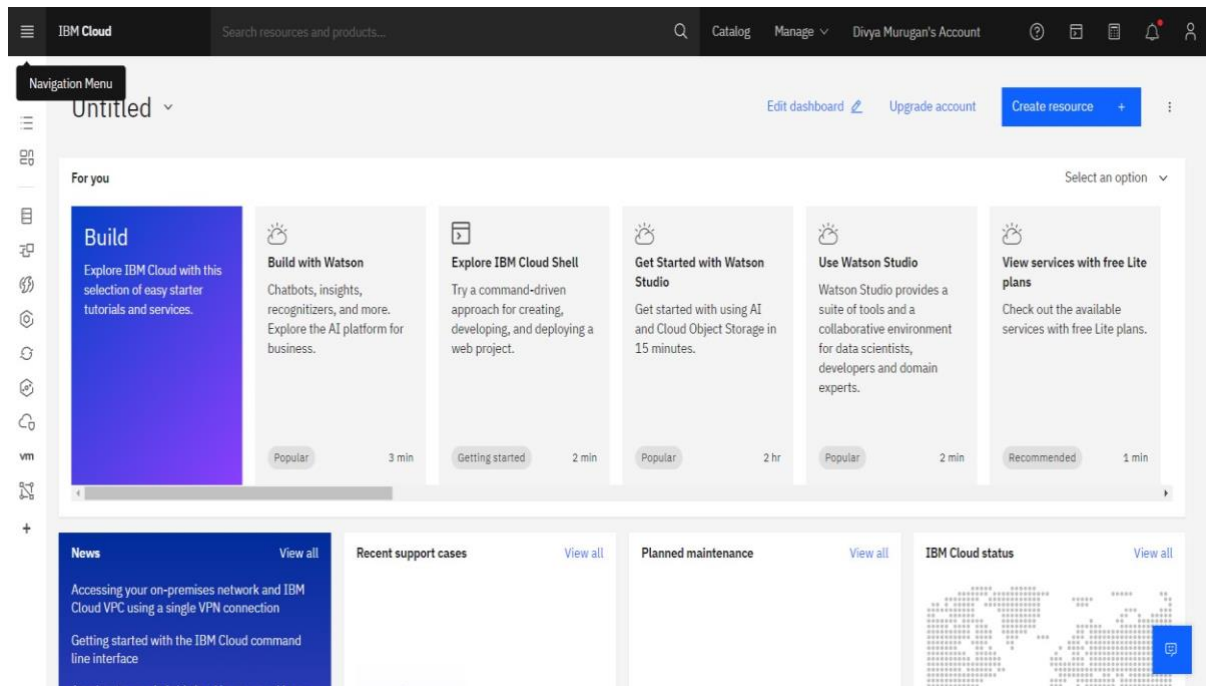 IBM Cloud
Search resources and products...
Catalog
Manage
Divya Murugan's Account
Navigation Menu
Untitled
Edit dashboard
Upgrade account
Create resource +
For you
Select an option
Build
Explore IBM Cloud with this
selection of easy starter
tutorials and services.
Build with Watson
Chatbots, insights,
recognizers, and more.
Explore the AI platform for
business.
Popular
3 min
Explore IBM Cloud Shell
Try a command-driven
approach for creating,
developing, and deploying a
web project.
Getting started
2 min
Get Started with Watson
Studio
Get started with using AI
and Cloud Object Storage in
15 minutes.
Popular
2 hr
Use Watson Studio
Watson Studio provides a
suite of tools and a
collaborative environment
for data scientists,
developers and domain
experts.
Popular
2 min
View services with free Lite
plans
Check out the available
services with free Lite plans.
Recommended
1 min
vm
News
View all
Accessing your on-premises network and IBM
Cloud VPC using a single VPN connection
Getting started with the IBM Cloud command
line interface
Recent support cases
View all
Planned maintenance
View all
IBM Cloud status
View all